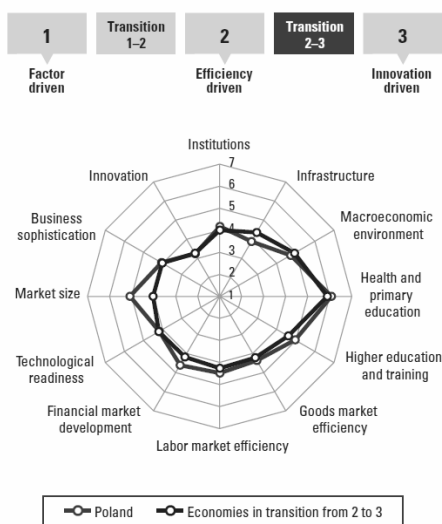 1
Transition
1–2
2
Transition
2–3
3
Factor
driven
Efficiency
driven
Innovation
driven
Institutions
7
6
5
4
3
2
1
Innovation
Infrastructure
Business
sophistication
Macroeconomic
environment
Market size
Health and
primary
education
Technological
readiness
Higher education
and training
Financial market
development
Goods market
efficiency
Labor market efficiency
Poland
Economies in transition from 2 to 3